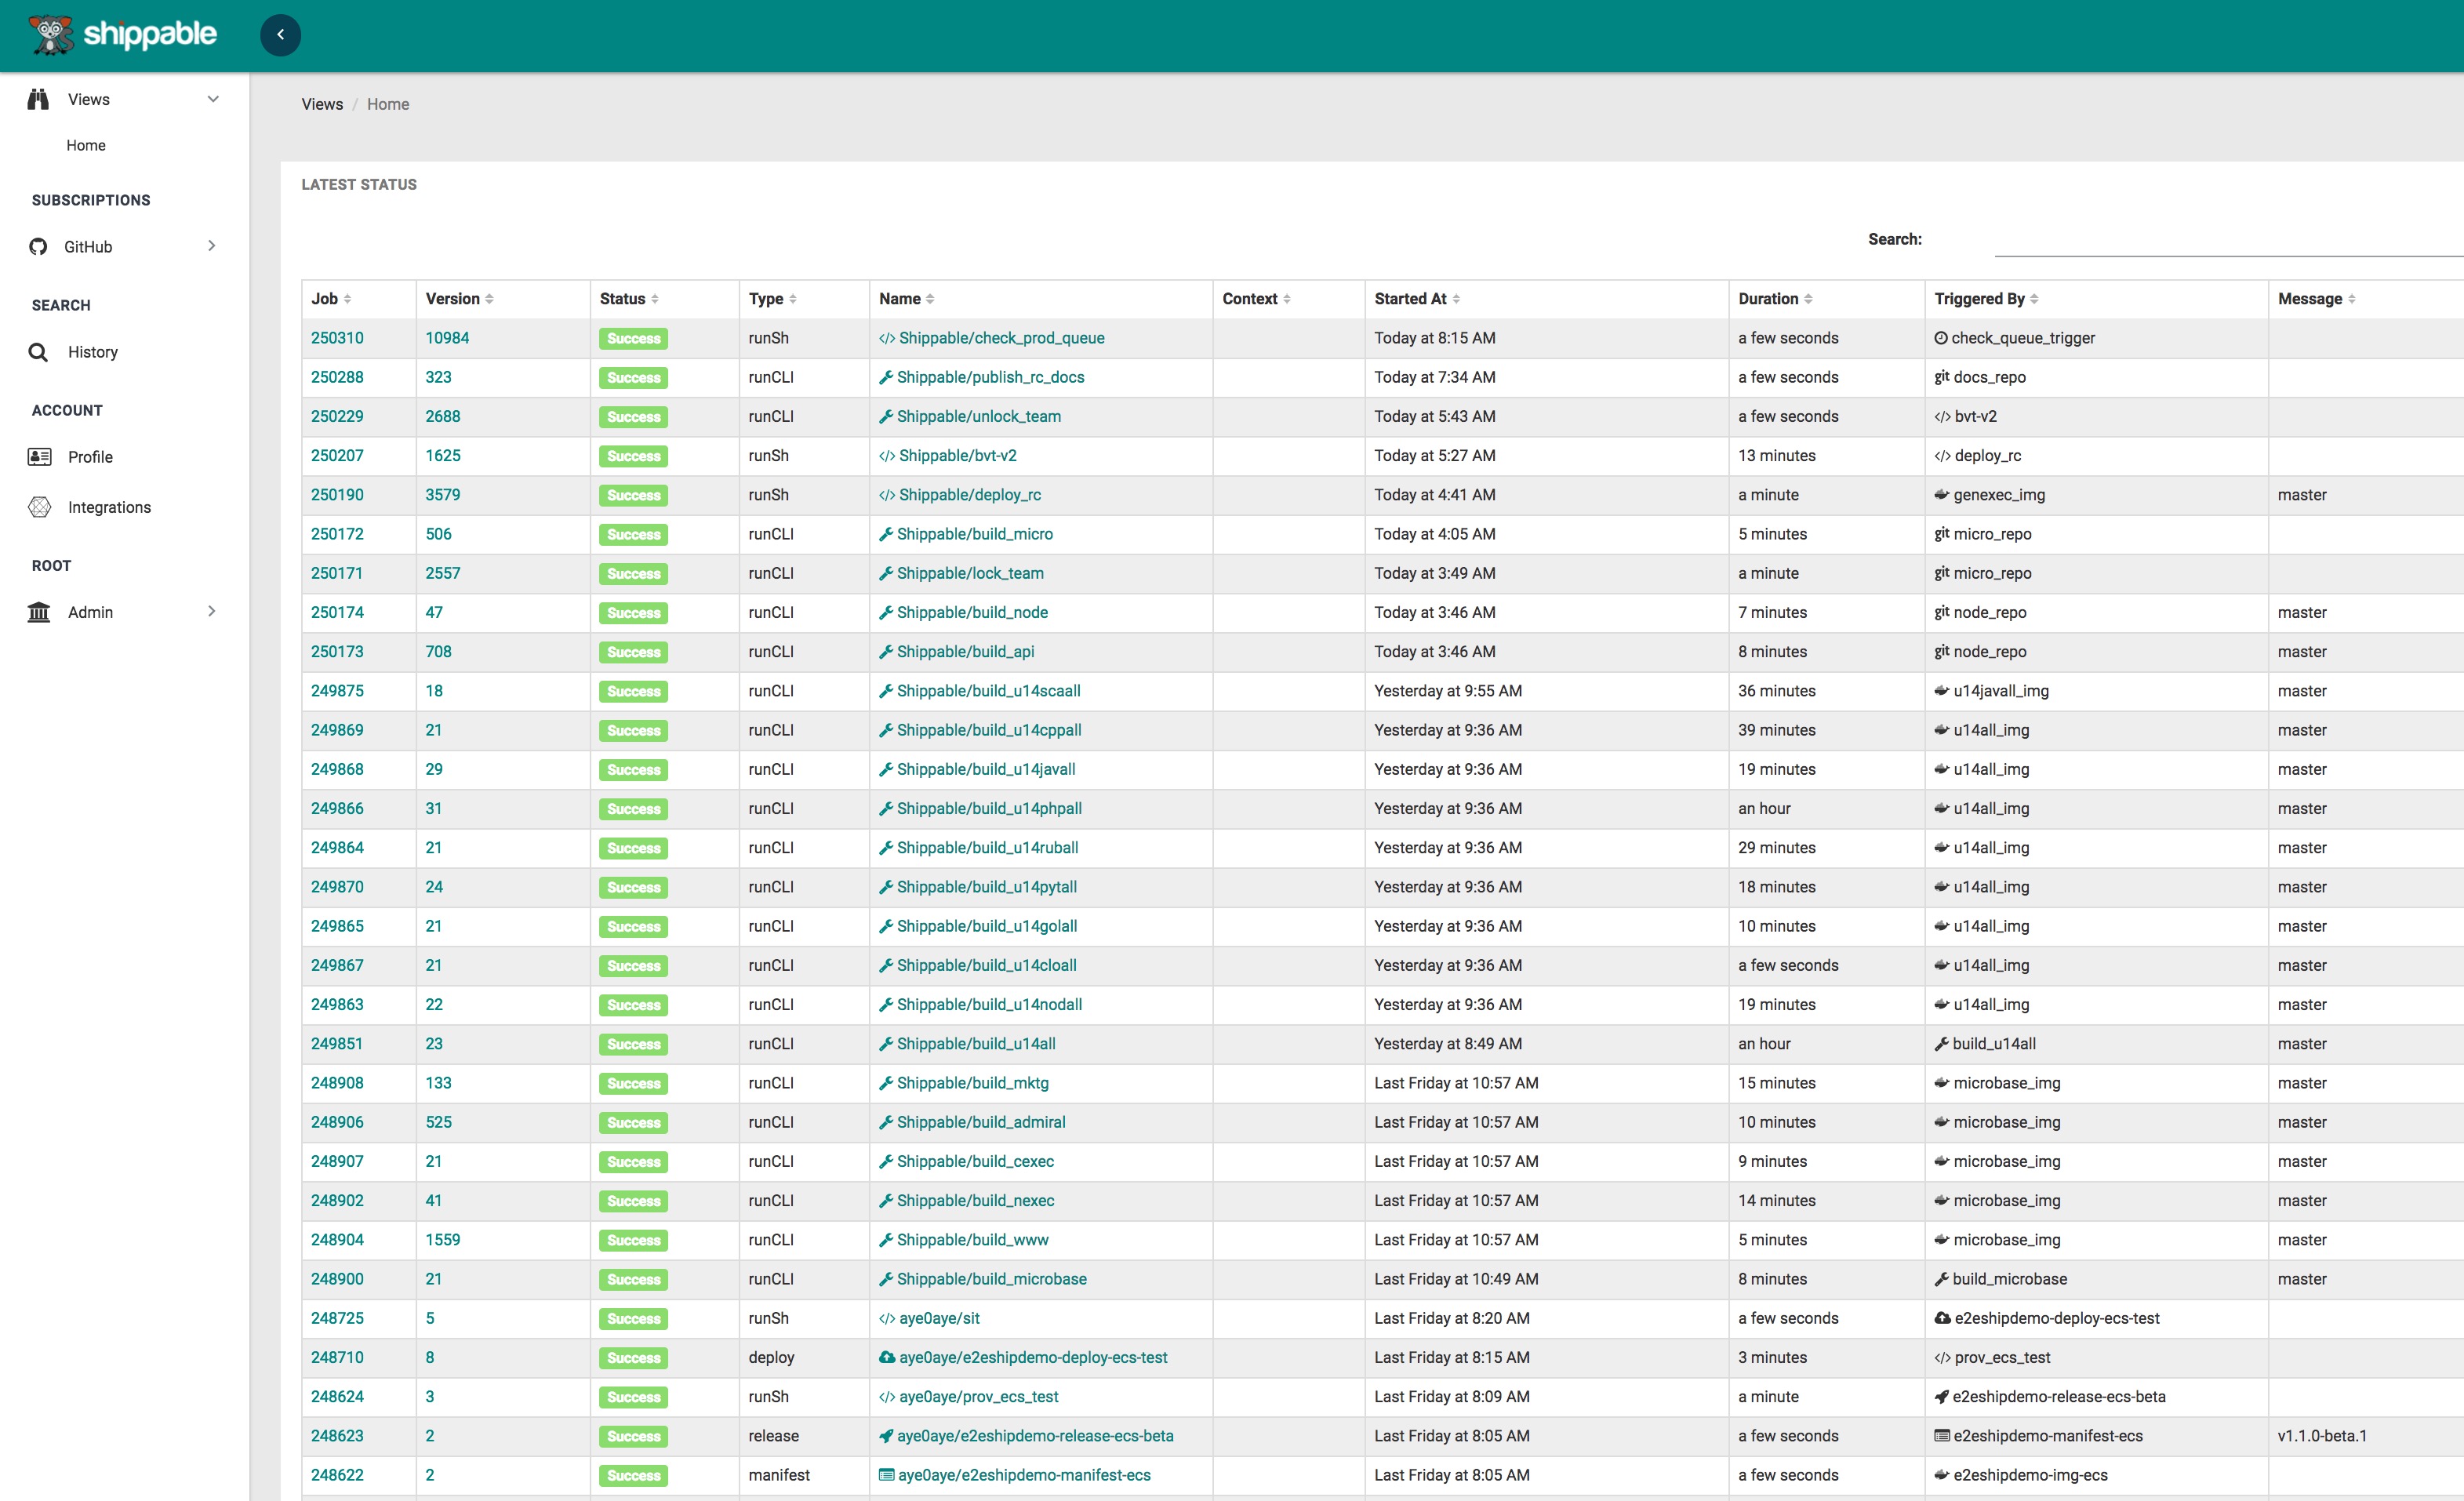 shippable
Views
Home
SUBSCRIPTIONS
GitHub
SEARCH
History
ACCOUNT
Profile
Integrations
ROOT
Admin
Views / Home
LATEST STATUS
Search:
Job Version Status Type Name Context Started At Duration Triggered By Message
250310 10984 Success runSh </> Shippable/check_prod_queue Today at 8:15 AM a few seconds check_queue_trigger
250288 323 Success runCLI Shippable/publish_rc_docs Today at 7:34 AM a few seconds git docs_repo
250229 2688 Success runCLI Shippable/unlock_team Today at 5:43 AM a few seconds </> bvt-v2
250207 1625 Success runSh </> Shippable/bvt-v2 Today at 5:27 AM 13 minutes </> deploy_rc
250190 3579 Success runSh </> Shippable/deploy_rc Today at 4:41 AM a minute genexec_img master
250172 506 Success runCLI Shippable/build_micro Today at 4:05 AM 5 minutes git micro_repo
250171 2557 Success runCLI Shippable/lock_team Today at 3:49 AM a minute git micro_repo
250174 47 Success runCLI Shippable/build_node Today at 3:46 AM 7 minutes git node_repo master
250173 708 Success runCLI Shippable/build_api Today at 3:46 AM 8 minutes git node_repo master
249875 18 Success runCLI Shippable/build_u14scaall Yesterday at 9:55 AM 36 minutes u14javall_img master
249869 21 Success runCLI Shippable/build_u14cppall Yesterday at 9:36 AM 39 minutes u14all_img master
249868 29 Success runCLI Shippable/build_u14javall Yesterday at 9:36 AM 19 minutes u14all_img master
249866 31 Success runCLI Shippable/build_u14phpall Yesterday at 9:36 AM an hour u14all_img master
249864 21 Success runCLI Shippable/build_u14ruball Yesterday at 9:36 AM 29 minutes u14all_img master
249870 24 Success runCLI Shippable/build_u14pytall Yesterday at 9:36 AM 18 minutes u14all_img master
249865 21 Success runCLI Shippable/build_u14golall Yesterday at 9:36 AM 10 minutes u14all_img master
249867 21 Success runCLI Shippable/build_u14cloall Yesterday at 9:36 AM a few seconds u14all_img master
249863 22 Success runCLI Shippable/build_u14nodall Yesterday at 9:36 AM 19 minutes u14all_img master
249851 23 Success runCLI Shippable/build_u14all Yesterday at 8:49 AM an hour build_u14all master
248908 133 Success runCLI Shippable/build_mktg Last Friday at 10:57 AM 15 minutes microbase_img master
248906 525 Success runCLI Shippable/build_admiral Last Friday at 10:57 AM 10 minutes microbase_img master
248907 21 Success runCLI Shippable/build_cexec Last Friday at 10:57 AM 9 minutes microbase_img master
248902 41 Success runCLI Shippable/build_nexec Last Friday at 10:57 AM 14 minutes microbase_img master
248904 1559 Success runCLI Shippable/build_www Last Friday at 10:57 AM 5 minutes microbase_img master
248900 21 Success runCLI Shippable/build_microbase Last Friday at 10:49 AM 8 minutes build_microbase master
248725 5 Success runSh </> aye0aye/sit Last Friday at 8:20 AM a few seconds e2eshipdemo-deploy-ecs-test
248710 8 Success deploy aye0aye/e2eshipdemo-deploy-ecs-test Last Friday at 8:15 AM 3 minutes </> prov_ecs_test
248624 3 Success runSh </> aye0aye/prov_ecs_test Last Friday at 8:09 AM a minute e2eshipdemo-release-ecs-beta
248623 2 Success release aye0aye/e2eshipdemo-release-ecs-beta Last Friday at 8:05 AM a few seconds e2eshipdemo-manifest-ecs v1.1.0-beta.1
248622 2 Success manifest aye0aye/e2eshipdemo-manifest-ecs Last Friday at 8:05 AM a few seconds e2eshipdemo-img-ecs